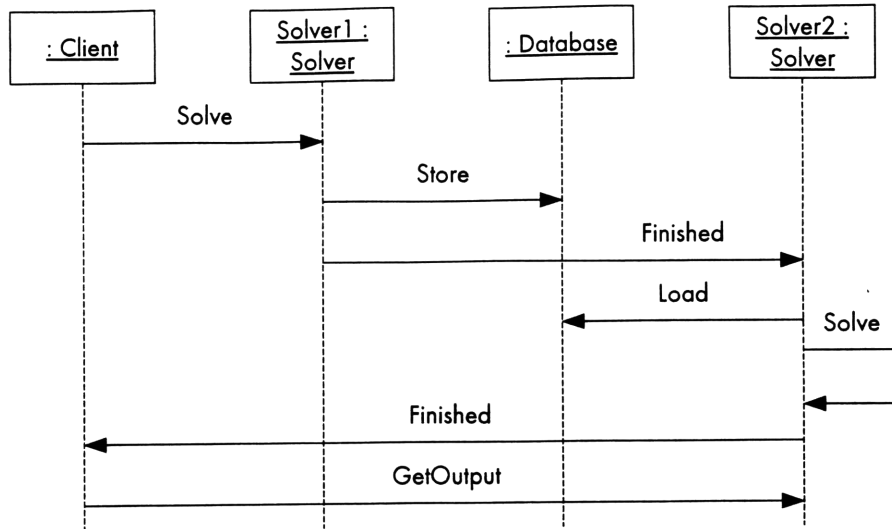 : Client
Solver1 :
Solver
: Database
Solver2 :
Solver
Solve
Store
Finished
Load
Solve
Finished
GetOutput